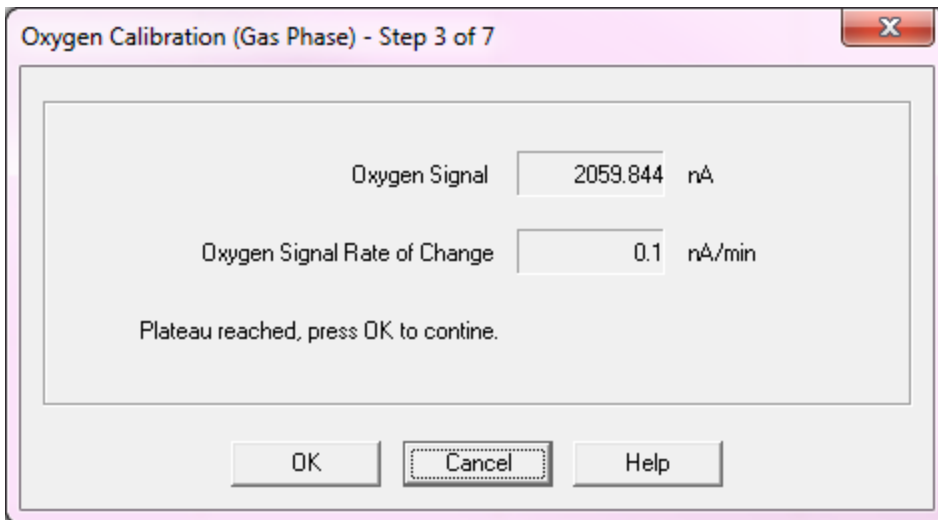 Oxygen Calibration (Gas Phase) - Step 3 of 7
Oxygen Signal 2059.844 nA
Oxygen Signal Rate of Change 0.1 nA/min
Plateau reached, press OK to contine.
OK Cancel Help